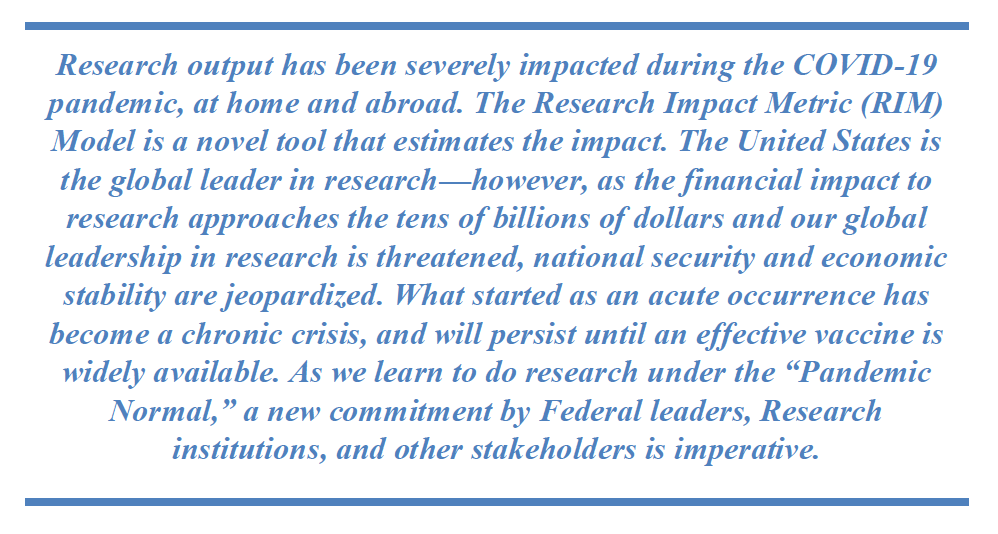 Research output has been severely impacted during the COVID-19
pandemic, at home and abroad. The Research Impact Metric (RIM)
Model is a novel tool that estimates the impact. The United States is
the global leader in research—however, as the financial impact to
research approaches the tens of billions of dollars and our global
leadership in research is threatened, national security and economic
stability are jeopardized. What started as an acute occurrence has
become a chronic crisis, and will persist until an effective vaccine is
widely available. As we learn to do research under the “Pandemic
Normal,” a new commitment by Federal leaders, Research
institutions, and other stakeholders is imperative.